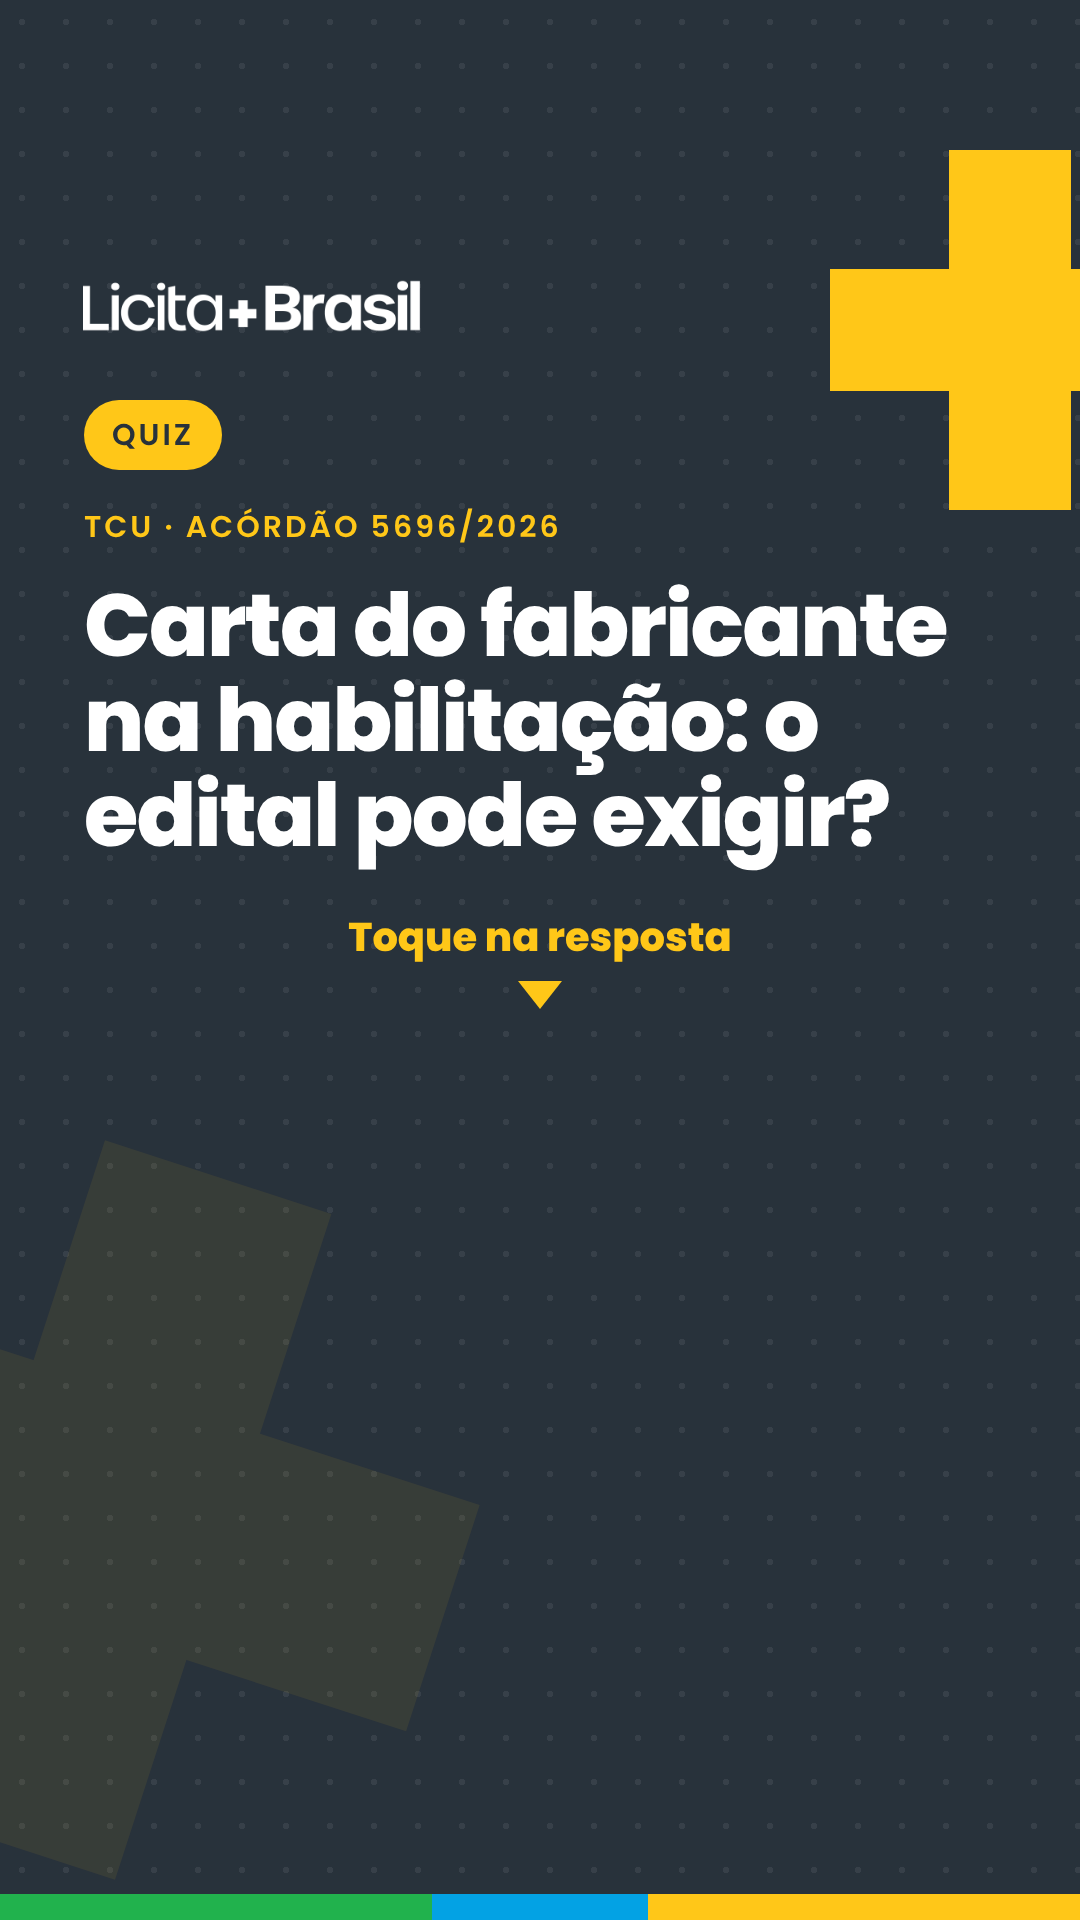 Licita+Brasil
QUIZ
TCU · ACÓRDÃO 5696/2026
Carta do fabricante
na habilitação: o
edital pode exigir?
Toque na resposta